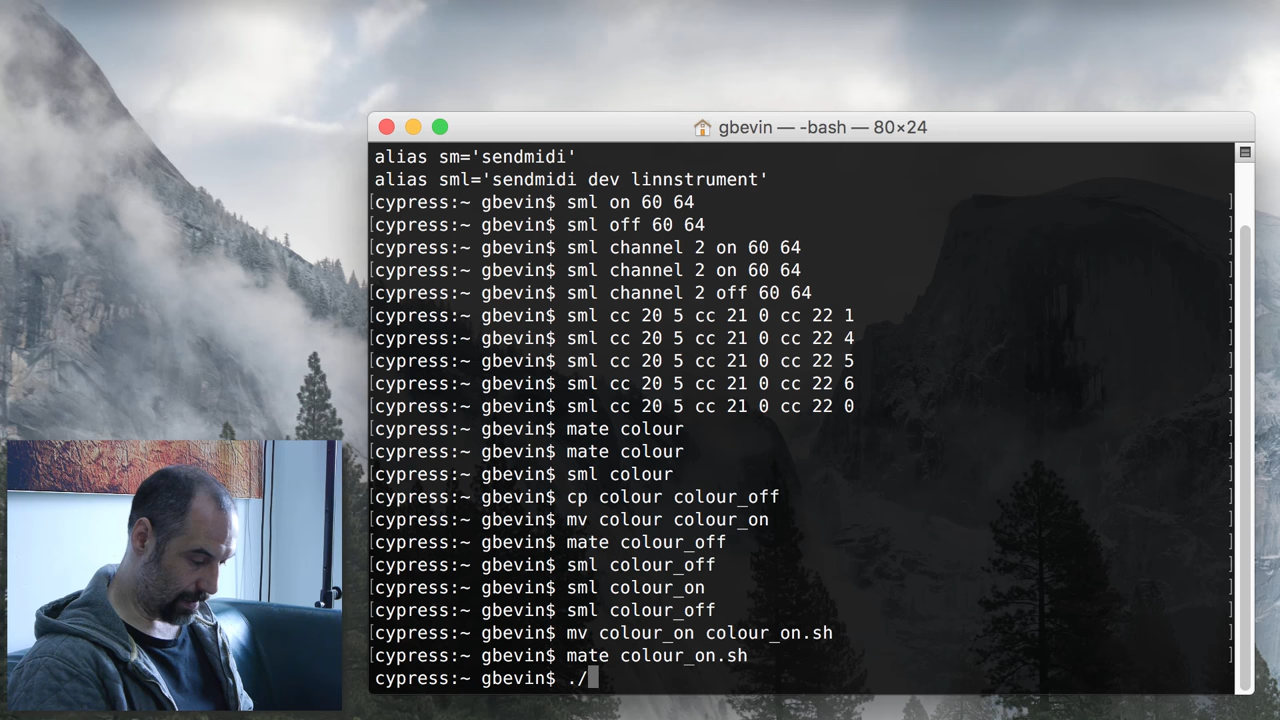 gbevin — -bash — 80×24
alias sm='sendmidi'
alias sml='sendmidi dev linnstrument'
[cypress:~ gbevin$ sml on 60 64 ]
[cypress:~ gbevin$ sml off 60 64 ]
[cypress:~ gbevin$ sml channel 2 on 60 64 ]
[cypress:~ gbevin$ sml channel 2 on 60 64 ]
[cypress:~ gbevin$ sml channel 2 off 60 64 ]
[cypress:~ gbevin$ sml cc 20 5 cc 21 0 cc 22 1 ]
[cypress:~ gbevin$ sml cc 20 5 cc 21 0 cc 22 4 ]
[cypress:~ gbevin$ sml cc 20 5 cc 21 0 cc 22 5 ]
[cypress:~ gbevin$ sml cc 20 5 cc 21 0 cc 22 6 ]
[cypress:~ gbevin$ sml cc 20 5 cc 21 0 cc 22 0 ]
[cypress:~ gbevin$ mate colour ]
[cypress:~ gbevin$ mate colour ]
[cypress:~ gbevin$ sml colour ]
[cypress:~ gbevin$ cp colour colour_off ]
[cypress:~ gbevin$ mv colour colour_on ]
[cypress:~ gbevin$ mate colour_off ]
[cypress:~ gbevin$ sml colour_off ]
[cypress:~ gbevin$ sml colour_on ]
[cypress:~ gbevin$ sml colour_off ]
[cypress:~ gbevin$ mv colour_on colour_on.sh ]
[cypress:~ gbevin$ mate colour_on.sh ]
cypress:~ gbevin$ ./